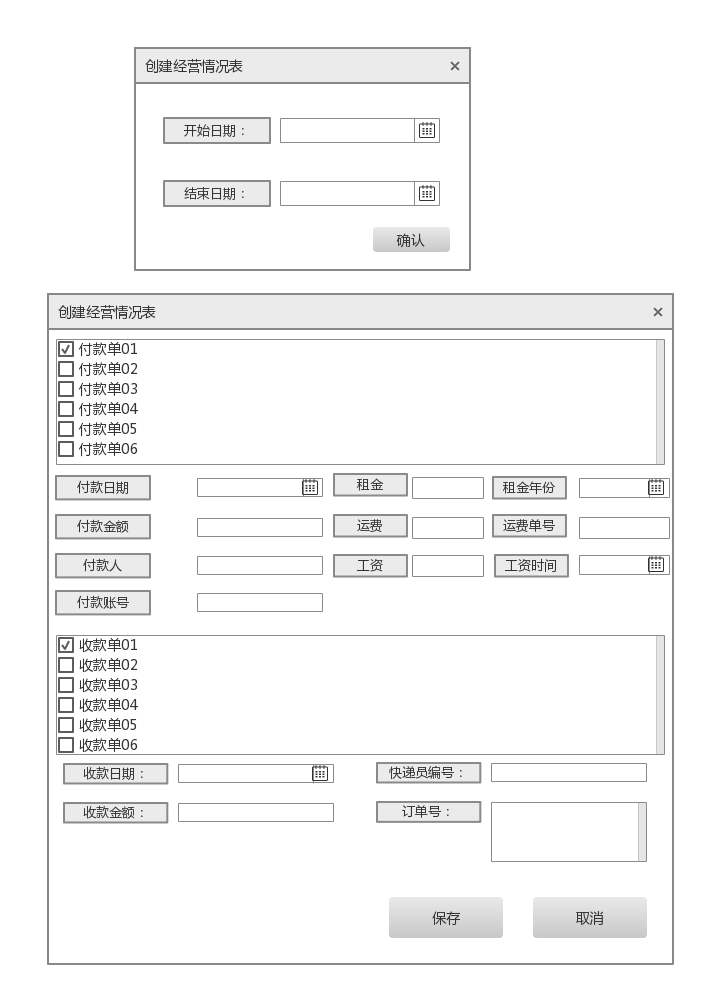 创建经营情况表
开始日期：
结束日期：
确认
创建经营情况表
付款单01
付款单02
付款单03
付款单04
付款单05
付款单06
付款日期 租金 租金年份
付款金额 运费 运费单号
付款人 工资 工资时间
付款账号
收款单01
收款单02
收款单03
收款单04
收款单05
收款单06
收款日期： 快递员编号：
收款金额： 订单号：
保存 取消